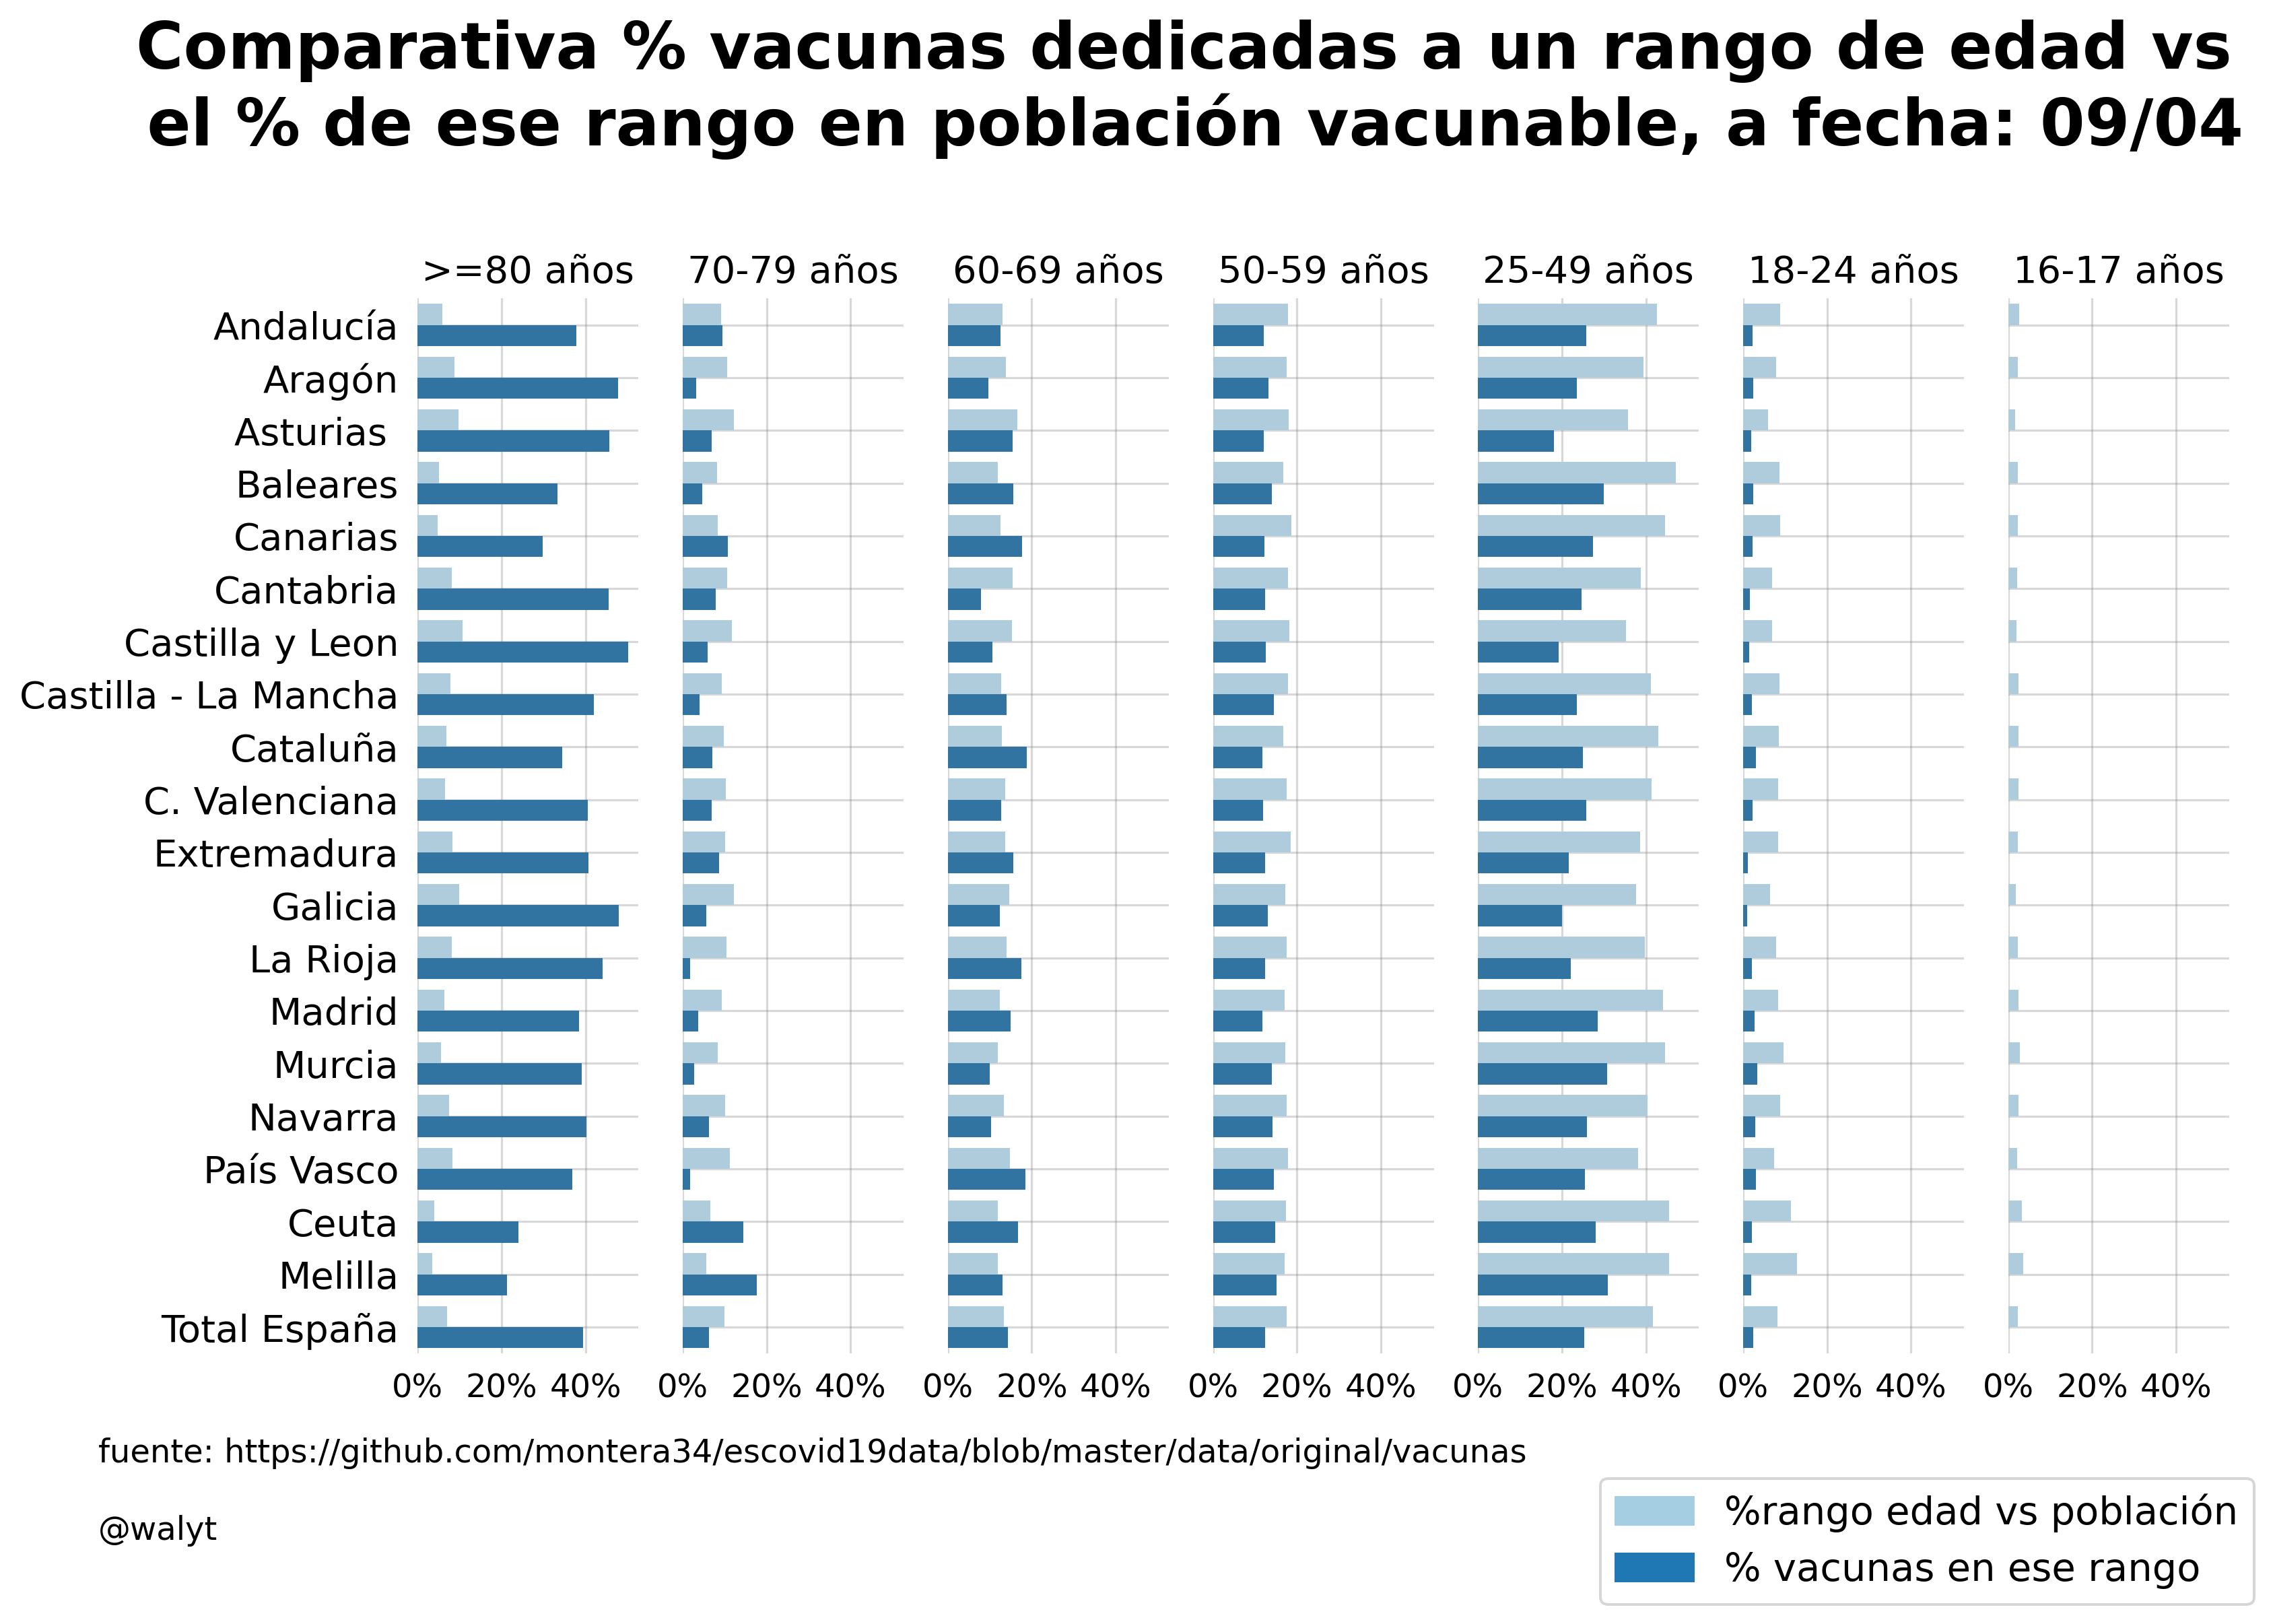 Comparativa % vacunas dedicadas a un rango de edad vs
el % de ese rango en población vacunable, a fecha: 09/04
>=80 años 70-79 años 60-69 años 50-59 años 25-49 años 18-24 años 16-17 años
Andalucía
Aragón
Asturias
Baleares
Canarias
Cantabria
Castilla y Leon
Castilla - La Mancha
Cataluña
C. Valenciana
Extremadura
Galicia
La Rioja
Madrid
Murcia
Navarra
País Vasco
Ceuta
Melilla
Total España
0% 20% 40% 0% 20% 40% 0% 20% 40% 0% 20% 40% 0% 20% 40% 0% 20% 40% 0% 20% 40%
fuente: https://github.com/montera34/escovid19data/blob/master/data/original/vacunas
@walyt
%rango edad vs población
% vacunas en ese rango